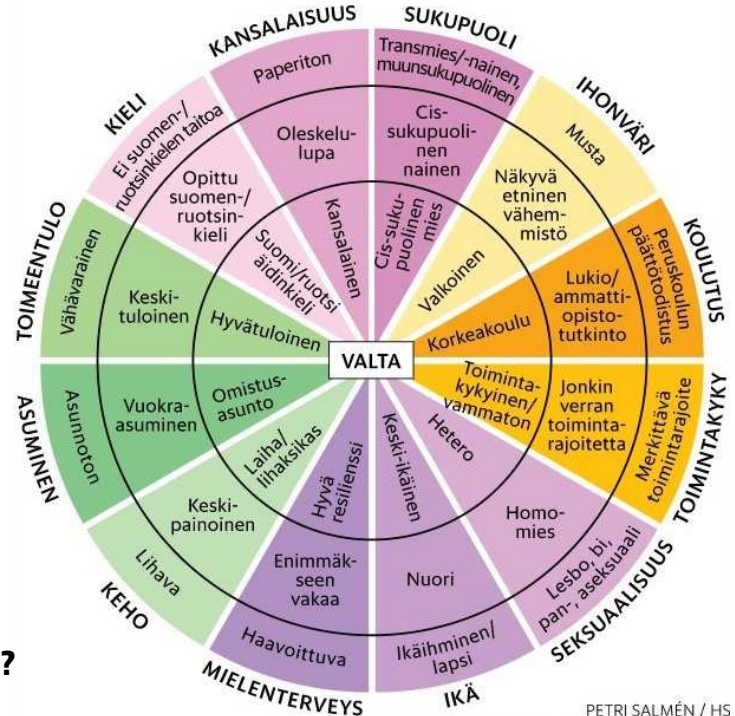 KANSALAISUUS
Paperiton
Oleskelu-
lupa
Kansalainen
SUKUPUOLI
Transmies/-nainen,
muunsukupuolinen
Cis-
sukupuoli-
nen
nainen
Cis-suku-
puolinen
mies
IHONVÄRI
Musta
Näkyvä
etninen
vähem-
mistö
Valkoinen
KOULUTUS
Peruskoulun
päättötodistus
Lukio/
ammatti-
opisto-
tutkinto
Korkeakoulu
TOIMINTAKYKY
Merkittävä
toimintarajoite
Jonkin
verran
toiminta-
rajoitetta
Toiminta-
kykyinen/
vammaton
SEKSUAALISUUS
Lesbo, bi,
pan-, aseksuaali
Homo-
mies
Hetero
IKÄ
Ikäihminen/
lapsi
Nuori
Keski-ikäinen
MIELENTERVEYS
Haavoittuva
Enimmäk-
seen
vakaa
Hyvä
resilienssi
KEHO
Lihava
Keski-
painoinen
Laiha/
lihaksikas
ASUMINEN
Asunnoton
Vuokra-
asuminen
Omistus-
asunto
TOIMEENTULO
Vähävarainen
Keski-
tuloinen
Hyvätuloinen
KIELI
Ei suomen-/
ruotsinkielen taitoa
Opittu
suomen-/
ruotsin-
kieli
Suomi/ruotsi
äidinkieli
VALTA
?
PETRI SALMÉN / HS